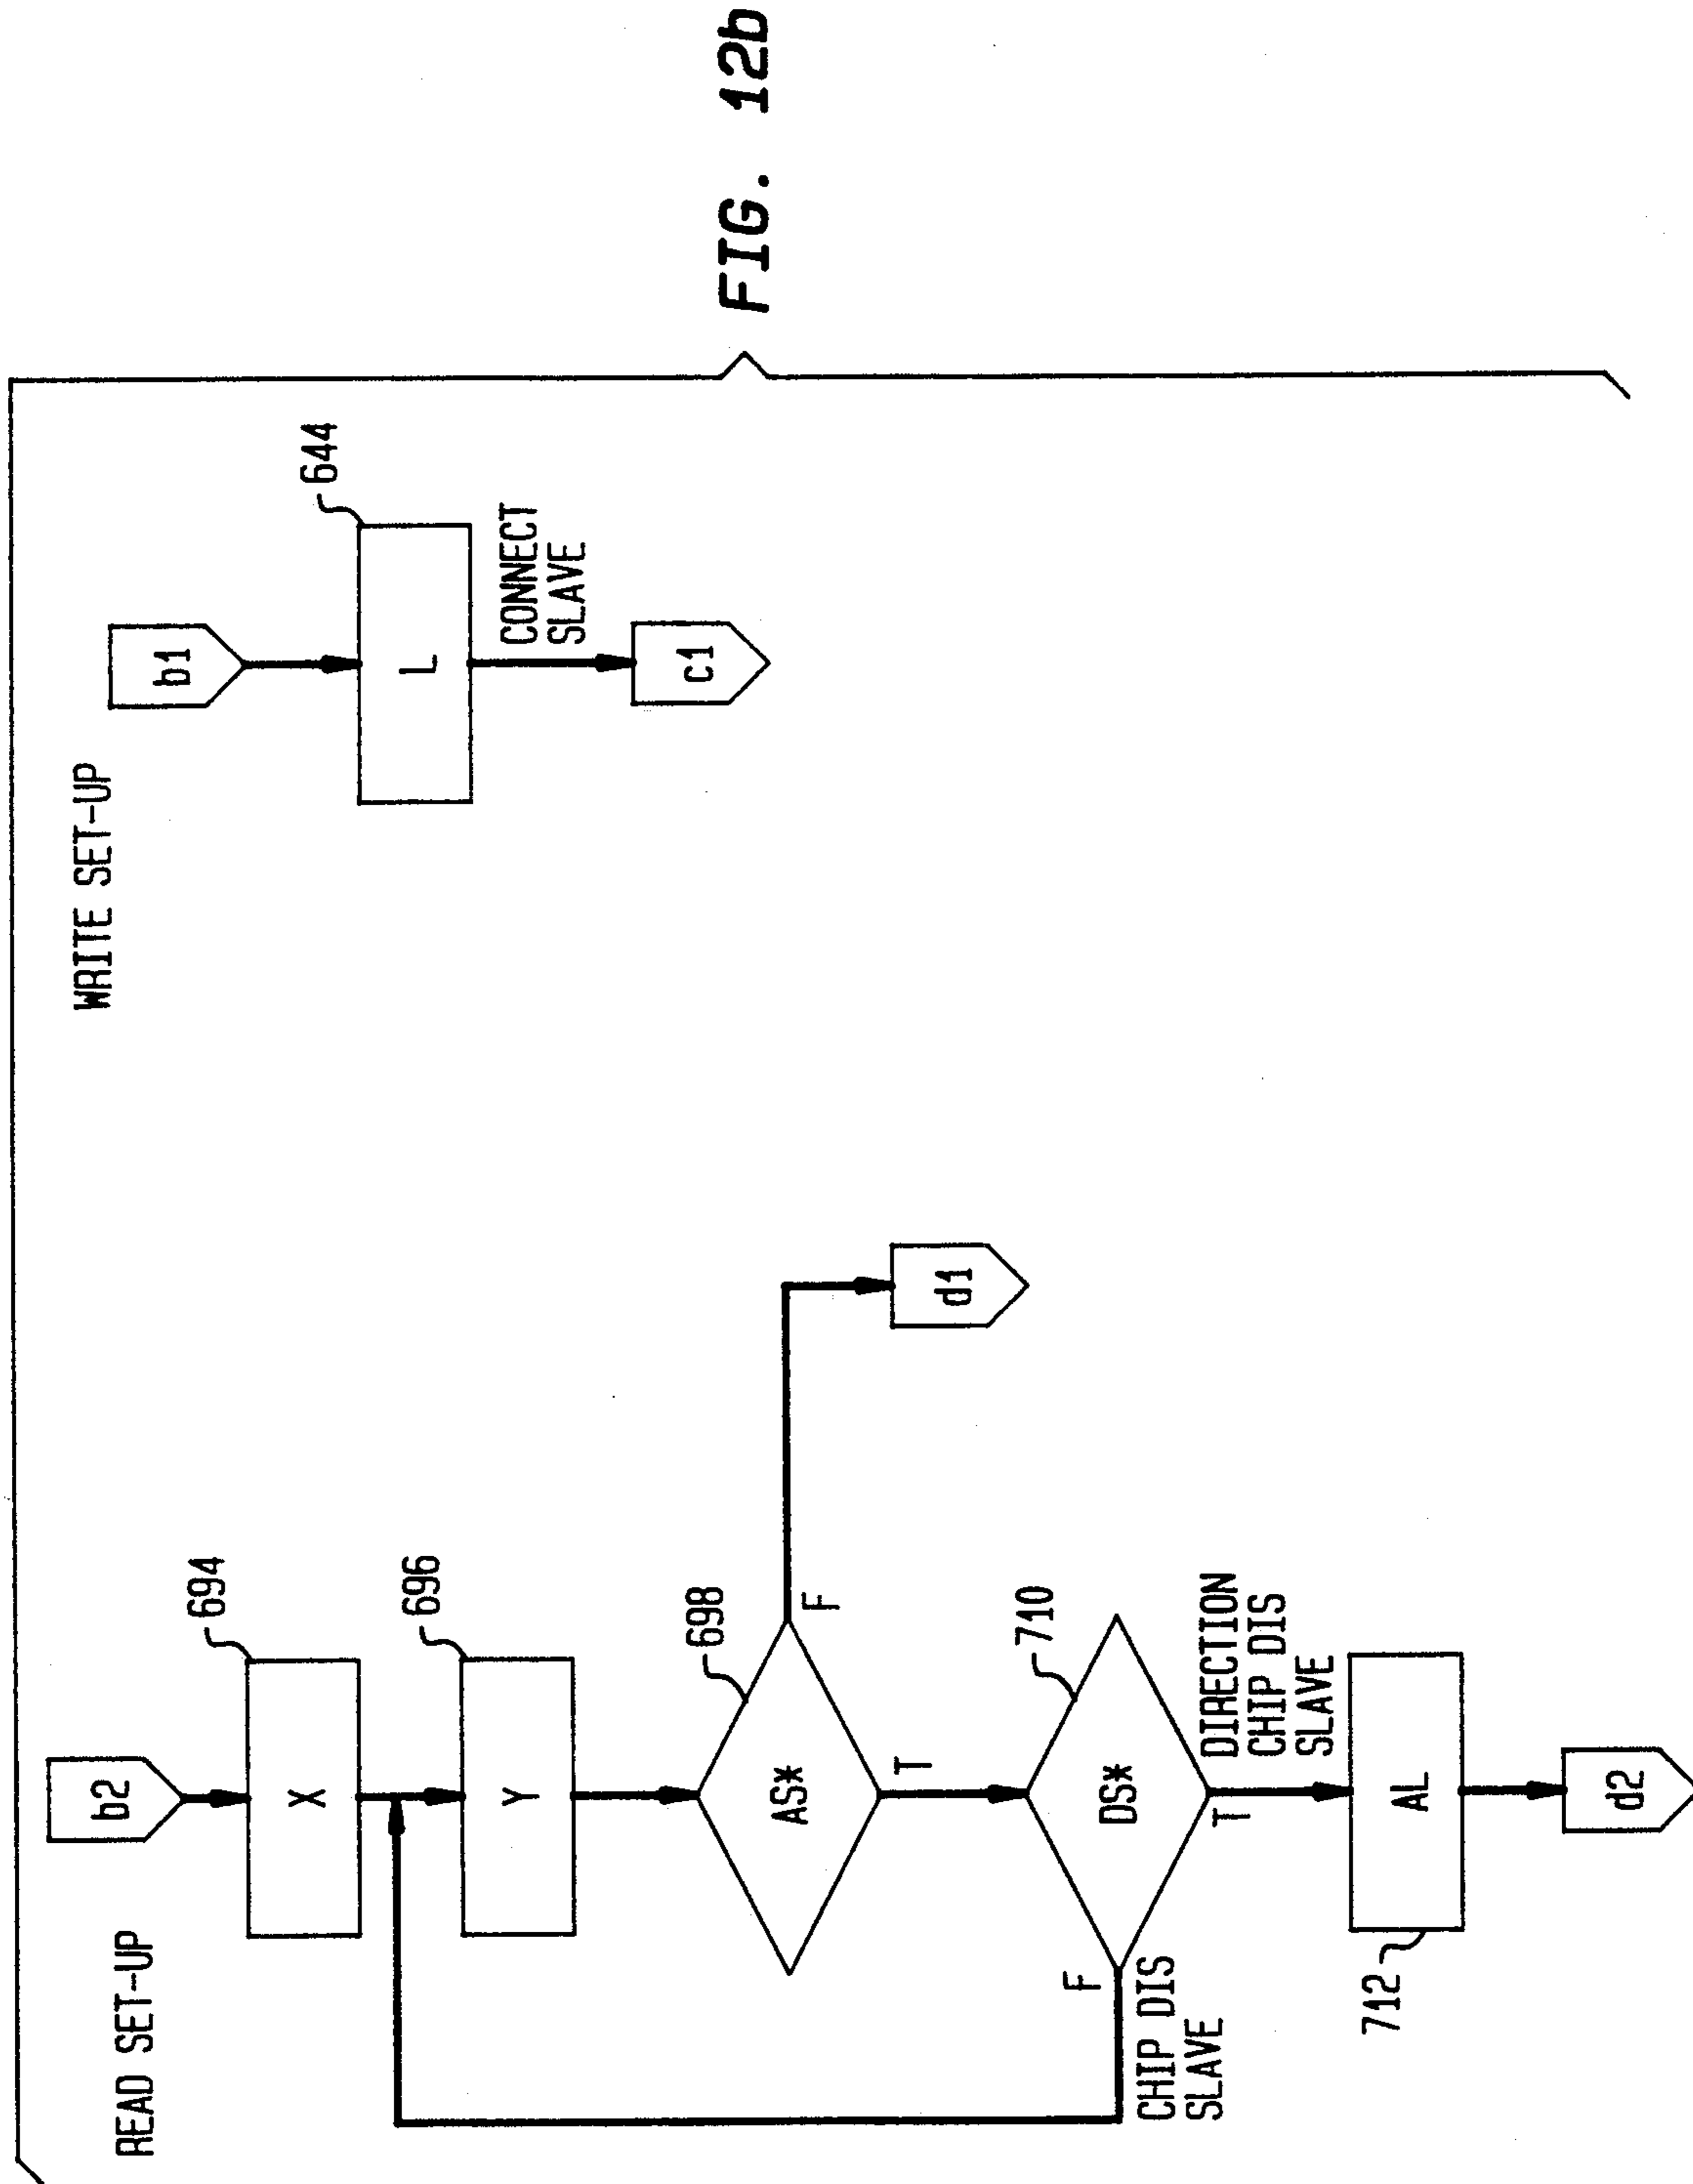 READ SET-UP
b2
694
X
696
Y
698
AS*
F
d1
T
710
DS*
F
CHIP DIS
SLAVE
T
DIRECTION
CHIP DIS
SLAVE
712
AL
d2
WRITE SET-UP
b1
644
L
CONNECT
SLAVE
c1
FIG. 12b